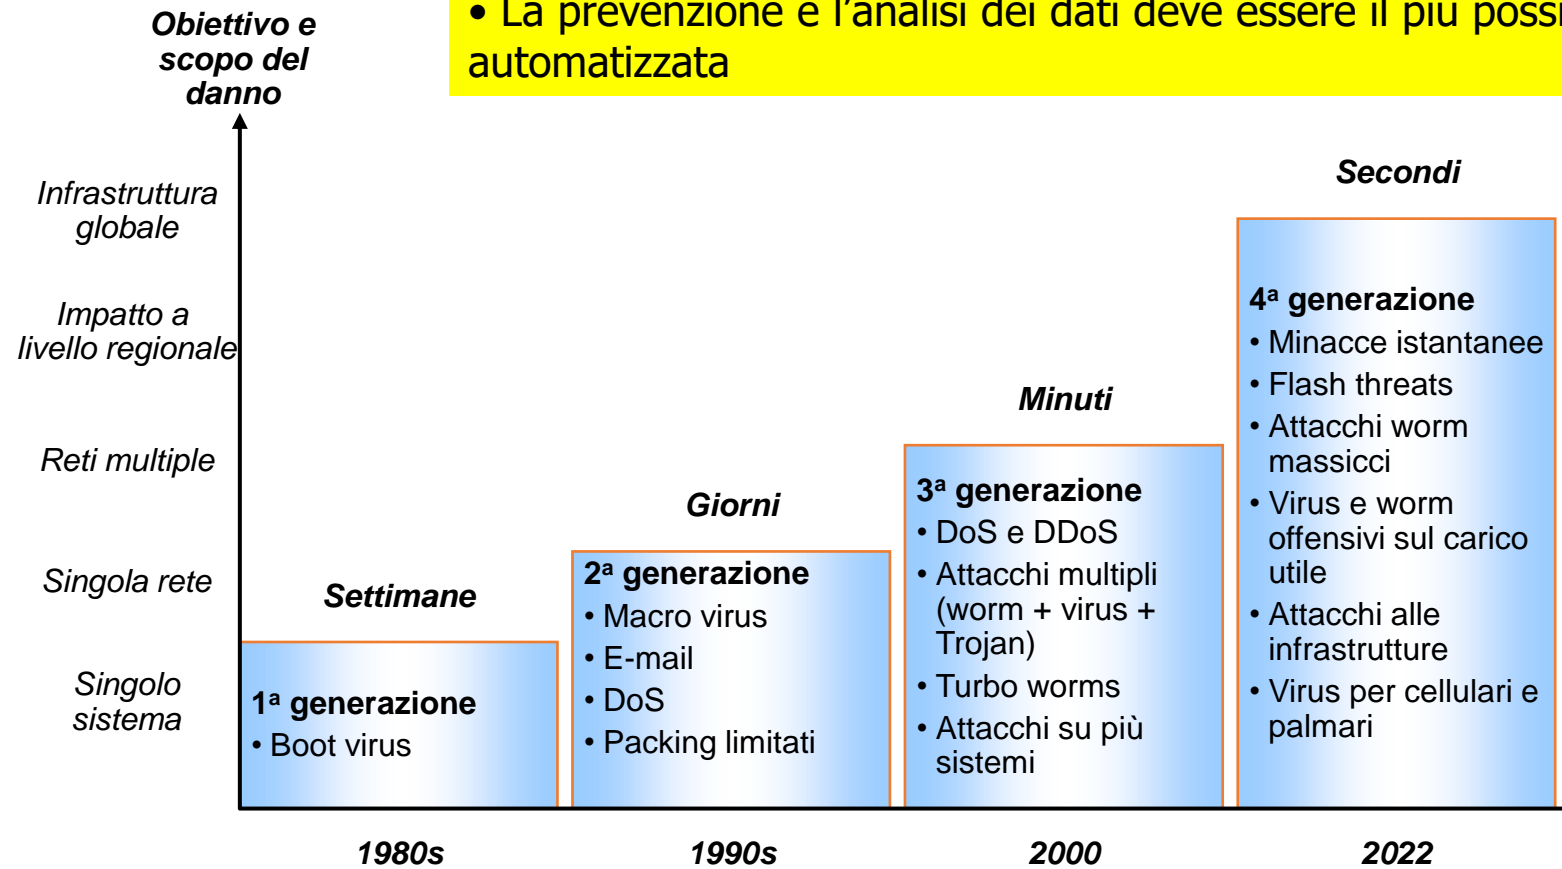 • La prevenzione e l'analisi dei dati deve essere il più
automatizzata
Obiettivo e
scopo del
danno
Infrastruttura
globale
Impatto a
livello regionale
Reti multiple
Singola rete
Singolo
sistema
Settimane
1ª generazione
• Boot virus
1980s
Giorni
2ª generazione
• Macro virus
• E-mail
• DoS
• Packing limitati
1990s
Minuti
3ª generazione
• DoS e DDoS
• Attacchi multipli
(worm + virus +
Trojan)
• Turbo worms
• Attacchi su più
sistemi
2000
Secondi
4ª generazione
• Minacce istantanee
• Flash threats
• Attacchi worm
massicci
• Virus e worm
offensivi sul carico
utile
• Attacchi alle
infrastrutture
• Virus per cellulari e
palmari
2022